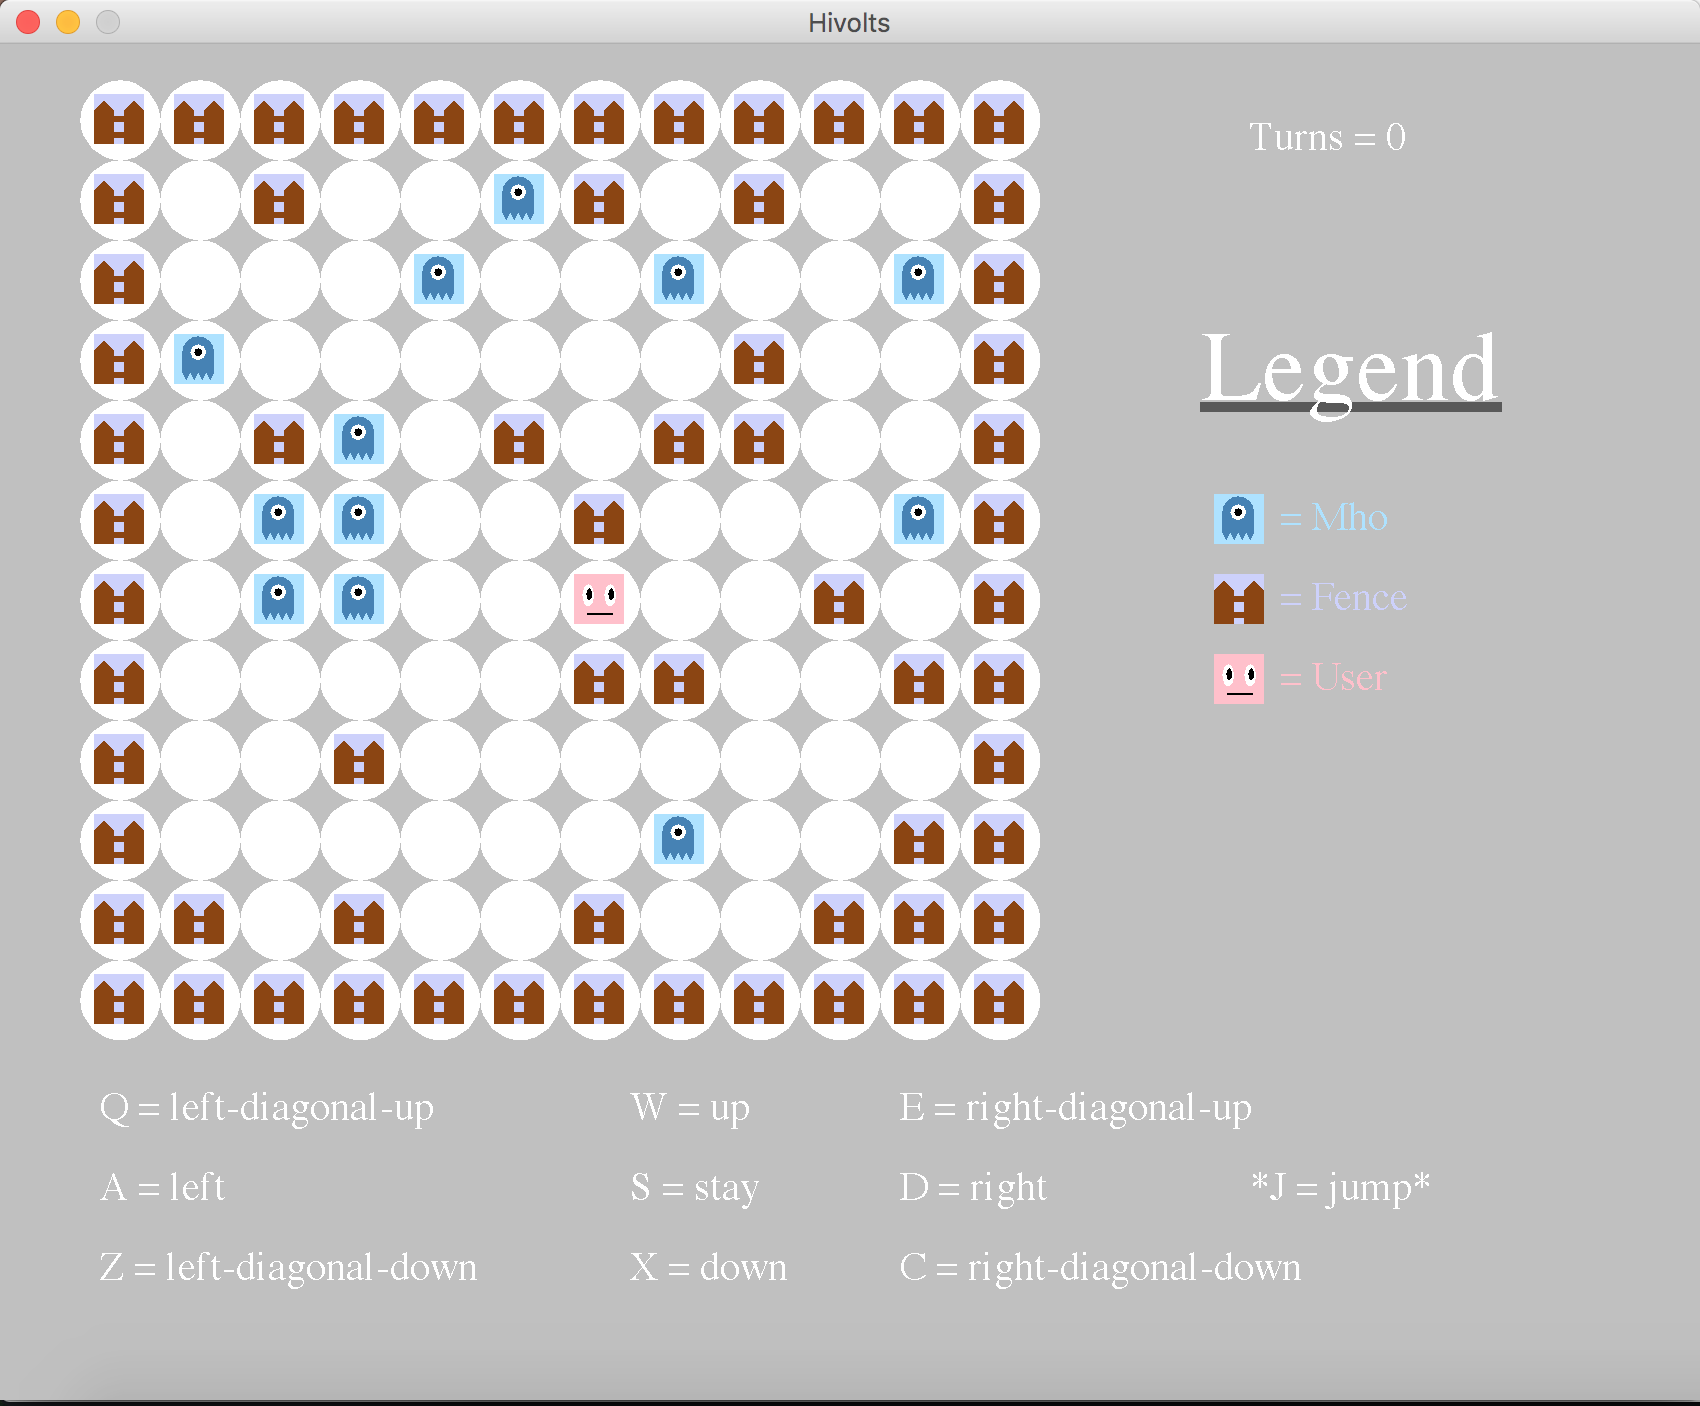 Hivolts
Turns = 0
Legend
= Mho
= Fence
= User
Q = left-diagonal-up W = up E = right-diagonal-up
A = left S = stay D = right *J = jump*
Z = left-diagonal-down X = down C = right-diagonal-down